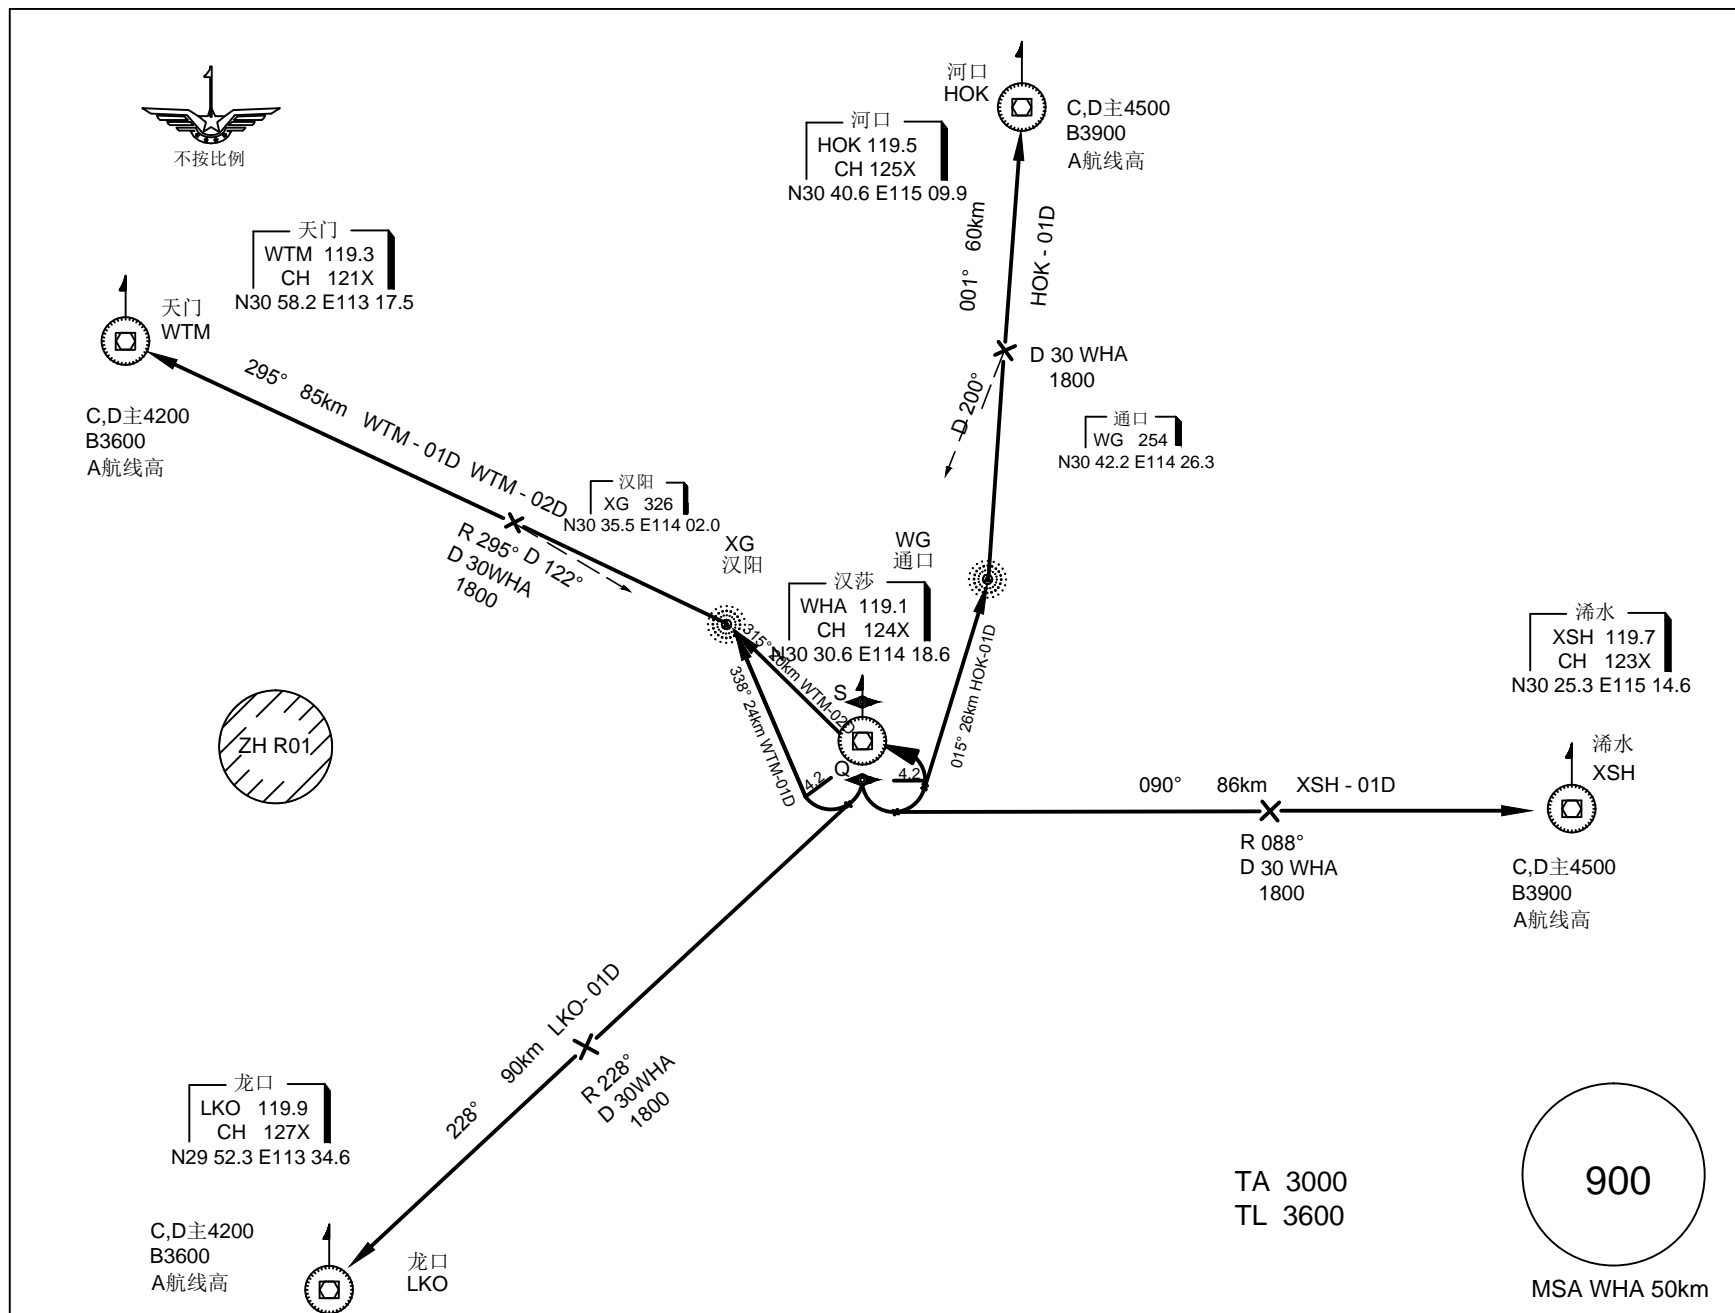 不按比例
河口
HOK
C,D主4500
B3900
A航线高
河口
HOK 119.5
CH 125X
N30 40.6 E115 09.9
001° 60km
HOK - 01D
天门
WTM 119.3
CH 121X
N30 58.2 E113 17.5
天门
WTM
C,D主4200
B3600
A航线高
295° 85km WTM - 01D WTM - 02D
D 30 WHA
1800
D 200°
通口
WG 254
N30 42.2 E114 26.3
汉阳
XG 326
N30 35.5 E114 02.0
R 295° D 122°
D 30WHA
1800
XG
汉阳
WG
通口
汉莎
WHA 119.1
CH 124X
N30 30.6 E114 18.6
315° 20km WTM-02D
338° 24km WTM-01D
015° 26km HOK-01D
S
Q
4.2
4.2
ZH R01
浠水
XSH 119.7
CH 123X
N30 25.3 E115 14.6
浠水
XSH
090° 86km XSH - 01D
R 088°
D 30 WHA
1800
C,D主4500
B3900
A航线高
228° 90km LKO- 01D
R 228°
D 30WHA
1800
龙口
LKO 119.9
CH 127X
N29 52.3 E113 34.6
C,D主4200
B3600
A航线高
龙口
LKO
TA 3000
TL 3600
900
MSA WHA 50km